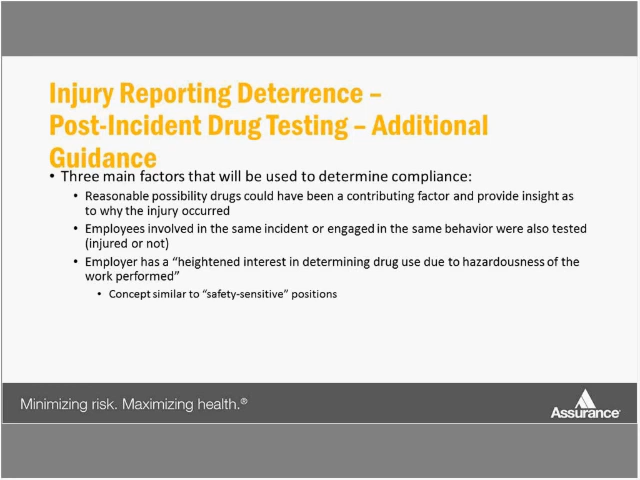 Injury Reporting Deterrence –
Post-Incident Drug Testing – Additional
Guidance
• Three main factors that will be used to determine compliance:
• Reasonable possibility drugs could have been a contributing factor and provide insight as
to why the injury occurred
• Employees involved in the same incident or engaged in the same behavior were also tested
(injured or not)
• Employer has a “heightened interest in determining drug use due to hazardousness of the
work performed”
• Concept similar to “safety-sensitive” positions
Minimizing risk. Maximizing health.®
Assurance